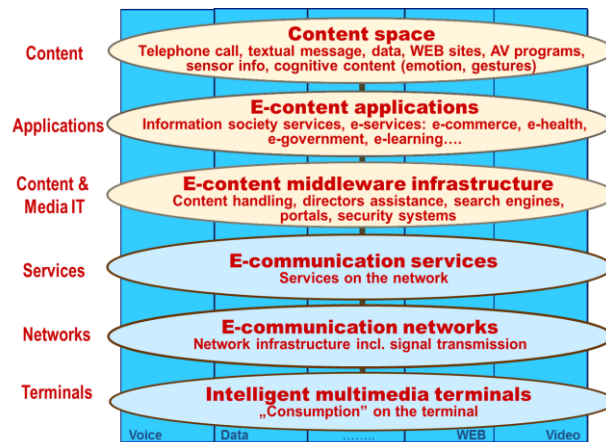 Content
Content space
Telephone call, textual message, data, WEB sites, AV programs,
sensor info, cognitive content (emotion, gestures)
Applications
E-content applications
Information society services, e-services: e-commerce, e-health,
e-government, e-learning....
Content &
Media IT
E-content middleware infrastructure
Content handling, directors assistance, search engines,
portals, security systems
Services
E-communication services
Services on the network
Networks
E-communication networks
Network infrastructure incl. signal transmission
Terminals
Intelligent multimedia terminals
„Consumption” on the terminal
Voice Data ........ WEB Video